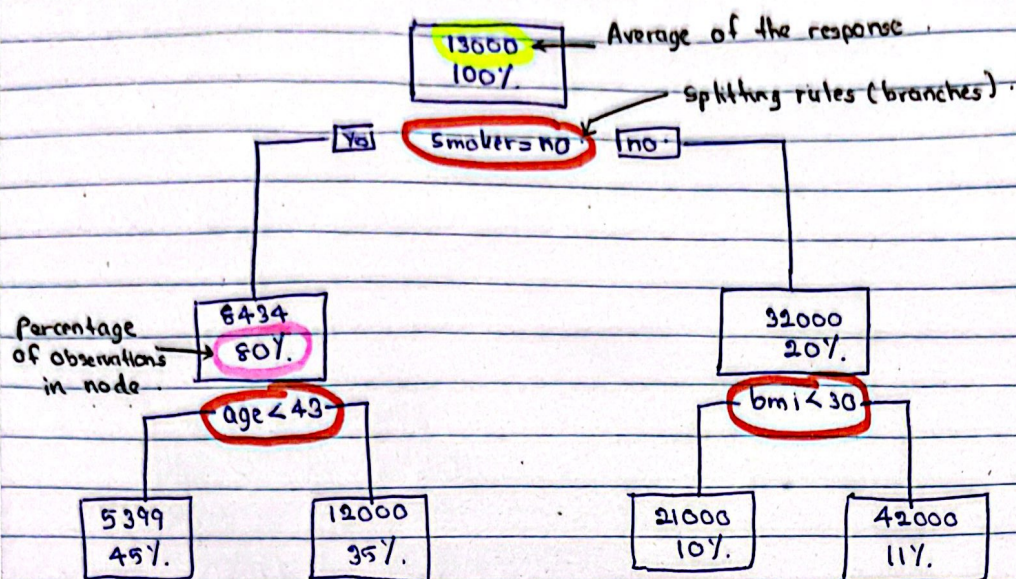 13000
100%.
Average of the response.
splitting rules (branches).
Yes
smoker=no
no.
8434
80%.
Percentage
of observations
in node.
32000
20%.
age<43
bmi<30
5399
45%.
12000
35%.
21000
10%.
42000
11%.